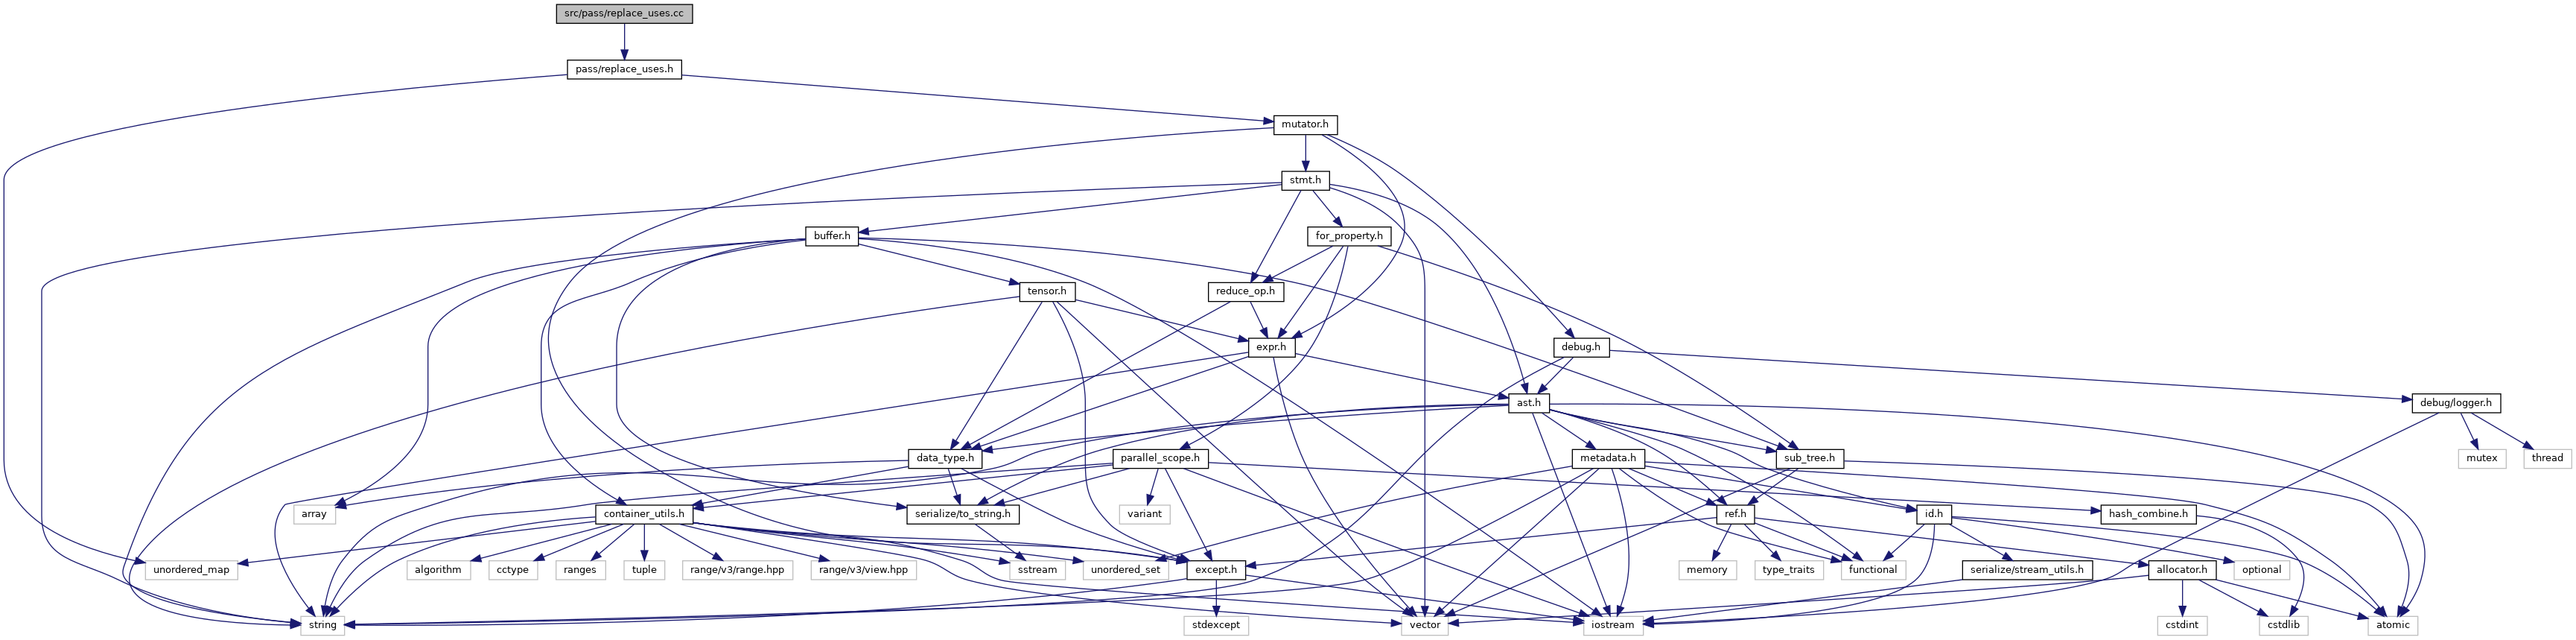 src/pass/replace_uses.cc
pass/replace_uses.h
mutator.h
stmt.h
buffer.h
for_property.h
tensor.h
reduce_op.h
expr.h
debug.h
ast.h
debug/logger.h
data_type.h
parallel_scope.h
metadata.h
sub_tree.h
mutex
thread
array
container_utils.h
serialize/to_string.h
variant
ref.h
id.h
hash_combine.h
unordered_map
algorithm
cctype
ranges
tuple
range/v3/range.hpp
range/v3/view.hpp
sstream
unordered_set
except.h
memory
type_traits
functional
serialize/stream_utils.h
allocator.h
optional
string
stdexcept
vector
iostream
cstdint
cstdlib
atomic